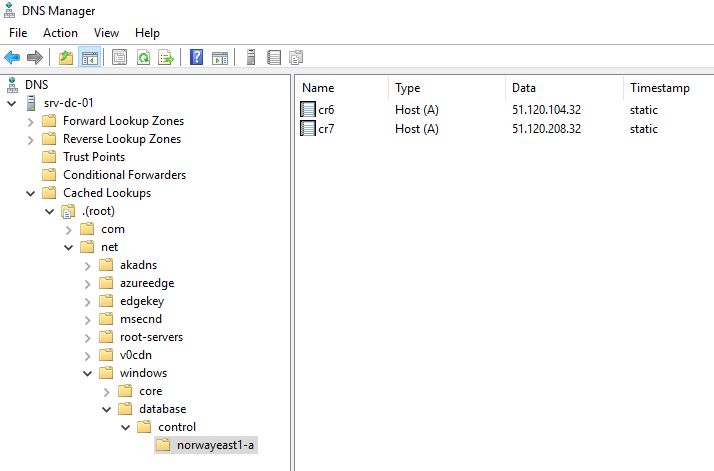 DNS Manager
File Action View Help
DNS
srv-dc-01
Forward Lookup Zones
Reverse Lookup Zones
Trust Points
Conditional Forwarders
Cached Lookups
.(root)
com
net
akadns
azureedge
edgekey
msecnd
root-servers
v0cdn
windows
core
database
control
norwayeast1-a
Name Type Data Timestamp
cr6 Host (A) 51.120.104.32 static
cr7 Host (A) 51.120.208.32 static